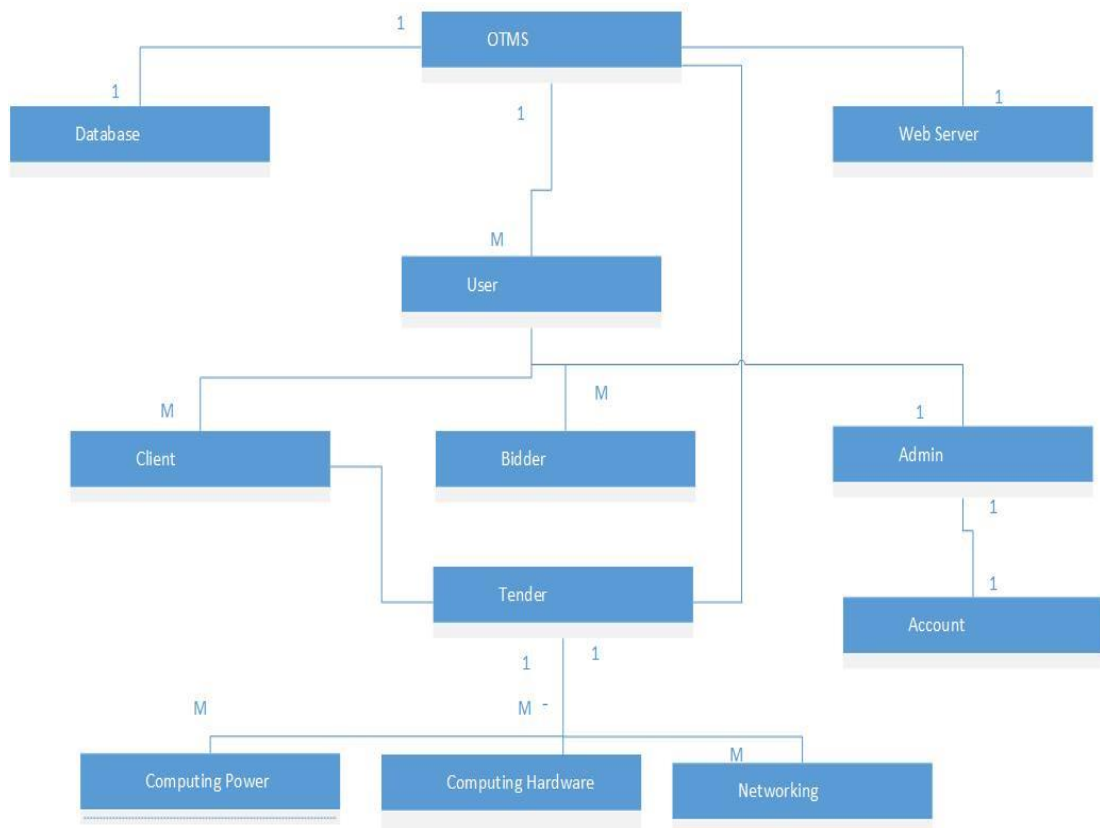 1
OTMS
1
Database
1
1
Web Server
M
User
M
M
1
Client
Bidder
Admin
1
Tender
1
Account
1
1
M
M -
M
Computing Power
Computing Hardware
Networking